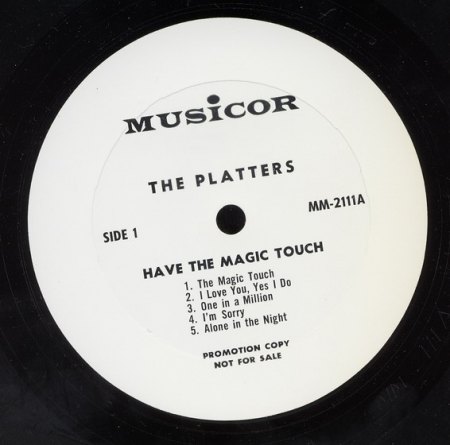 MUSiCOR
THE PLATTERS
SIDE 1
MM-2111A
HAVE THE MAGIC TOUCH
1. The Magic Touch
2. I Love You, Yes I Do
3. One in a Million
4. I'm Sorry
5. Alone in the Night
PROMOTION COPY
NOT FOR SALE